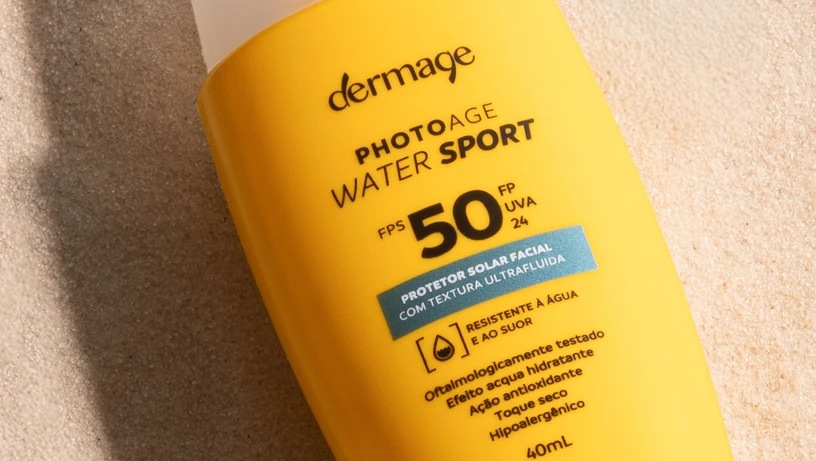 dermage
PHOTOAGE
WATER SPORT
FPS 50 FP
UVA
24
PROTETOR SOLAR FACIAL
COM TEXTURA ULTRAFLUIDA
RESISTENTE À ÁGUA
E AO SUOR
Oftalmologicamente testado
Efeito acqua hidratante
Ação antioxidante
Toque seco
Hipoalergênico
40mL